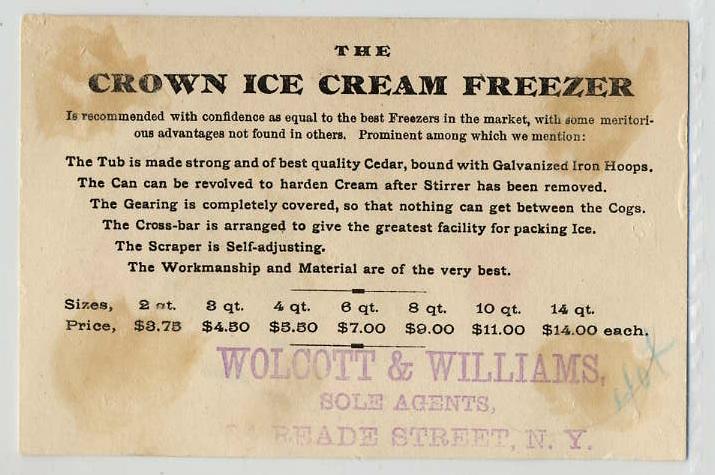 THE
CROWN ICE CREAM FREEZER
Is recommended with confidence as equal to the best Freezers in the market, with some meritori-
ous advantages not found in others. Prominent among which we mention:
The Tub is made strong and of best quality Cedar, bound with Galvanized Iron Hoops.
The Can can be revolved to harden Cream after Stirrer has been removed.
The Gearing is completely covered, so that nothing can get between the Cogs.
The Cross-bar is arranged to give the greatest facility for packing Ice.
The Scraper is Self-adjusting.
The Workmanship and Material are of the very best.
Sizes, 2 qt. 3 qt. 4 qt. 6 qt. 8 qt. 10 qt. 14 qt.
Price, $3.75 $4.50 $5.50 $7.00 $9.00 $11.00 $14.00 each.
WOLCOTT & WILLIAMS,
SOLE AGENTS,
READE STREET, N. Y.